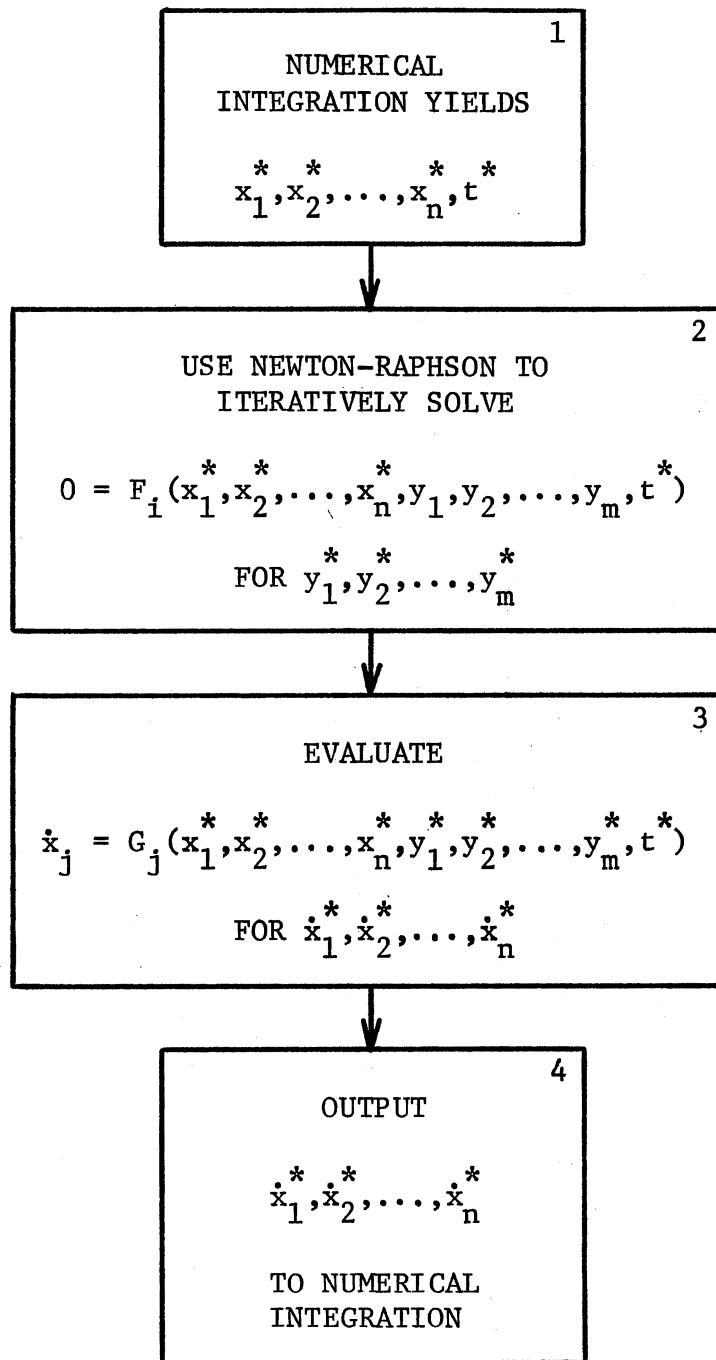 1
NUMERICAL
INTEGRATION YIELDS
x₁*,x₂*,...,xₙ*,t*
2
USE NEWTON-RAPHSON TO
ITERATIVELY SOLVE
0 = Fᵢ(x₁*,x₂*,...,xₙ*,y₁,y₂,...,yₘ,t*)
FOR y₁*,y₂*,...,yₘ*
3
EVALUATE
ẋⱼ = Gⱼ(x₁*,x₂*,...,xₙ*,y₁*,y₂*,...,yₘ*,t*)
FOR ẋ₁*,ẋ₂*,...,ẋₙ*
4
OUTPUT
ẋ₁*,ẋ₂*,...,ẋₙ*
TO NUMERICAL
INTEGRATION